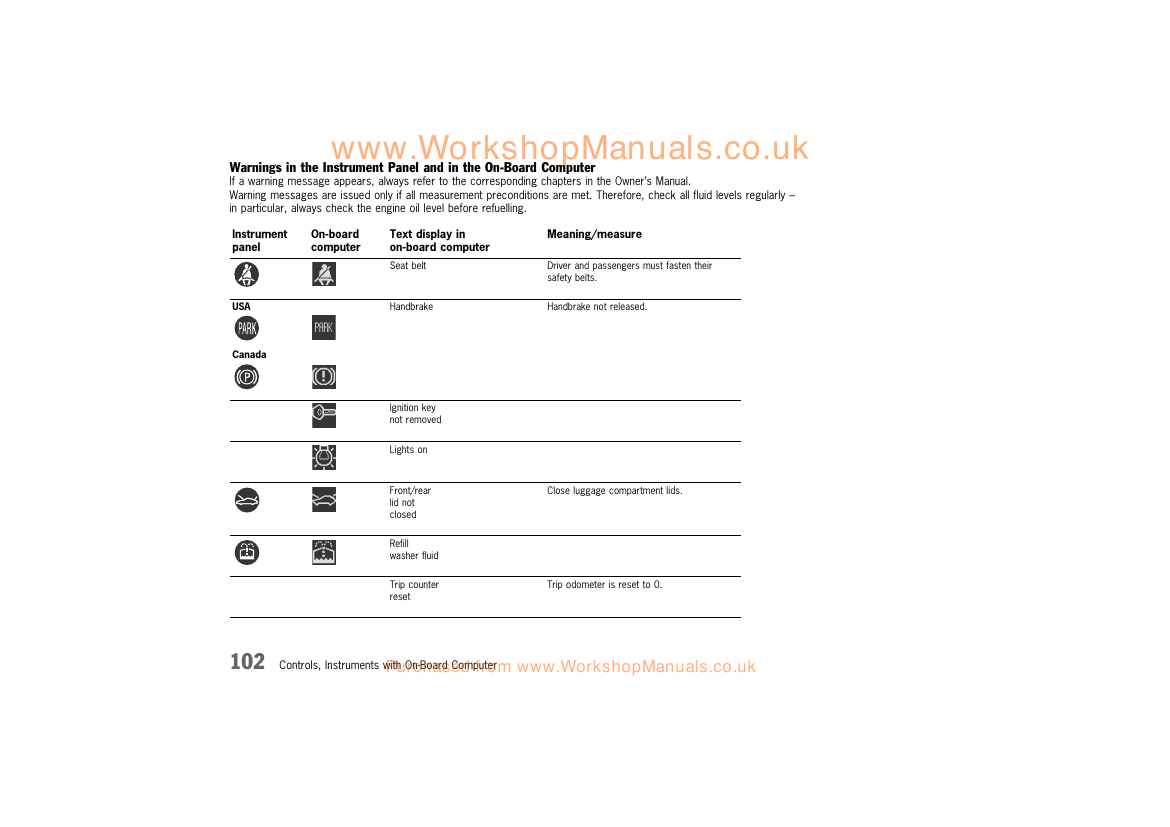 www.WorkshopManuals.co.uk
Warnings in the Instrument Panel and in the On-Board Computer
If a warning message appears, always refer to the corresponding chapters in the Owner's Manual.
Warning messages are issued only if all measurement preconditions are met. Therefore, check all fluid levels regularly –
in particular, always check the engine oil level before refuelling.
Instrument panel
On-board computer
Text display in on-board computer
Meaning/measure
Seat belt
Driver and passengers must fasten their
safety belts.
USA
Handbrake
Handbrake not released.
PARK
PARK
Canada
P
!
Ignition key
not removed
Lights on
Front/rear
lid not
closed
Close luggage compartment lids.
Refill
washer fluid
Trip counter
reset
Trip odometer is reset to 0.
102 Controls, Instruments with On-Board Computer
Purchased from www.WorkshopManuals.co.uk